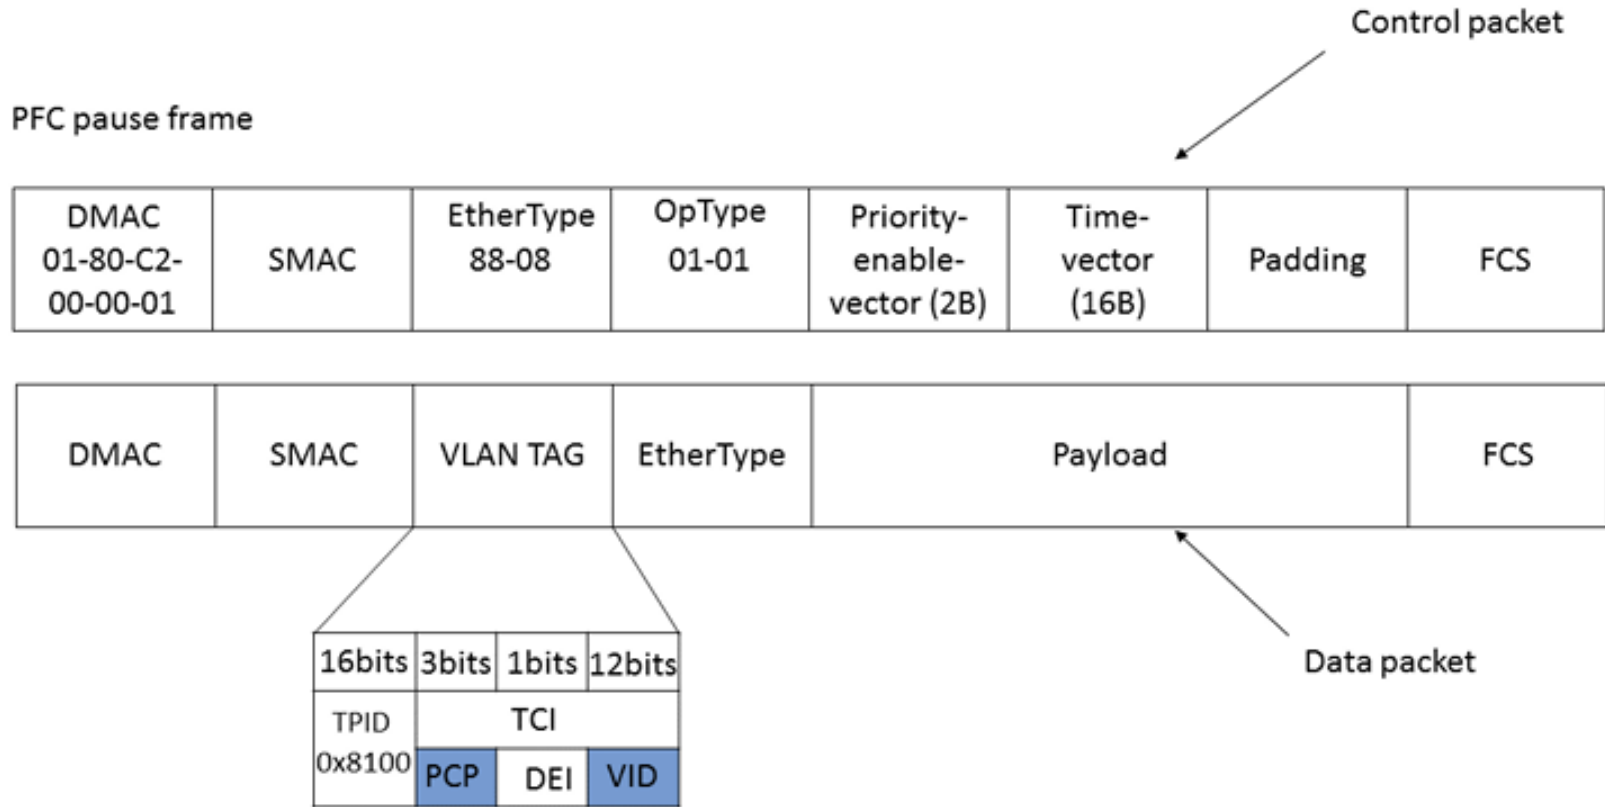 Control packet
PFC pause frame
DMAC
01-80-C2-
00-00-01
SMAC
EtherType
88-08
OpType
01-01
Priority-
enable-
vector (2B)
Time-
vector
(16B)
Padding
FCS
DMAC
SMAC
VLAN TAG
EtherType
Payload
FCS
16bits
3bits
1bits
12bits
TPID
0x8100
TCI
PCP
DEI
VID
Data packet